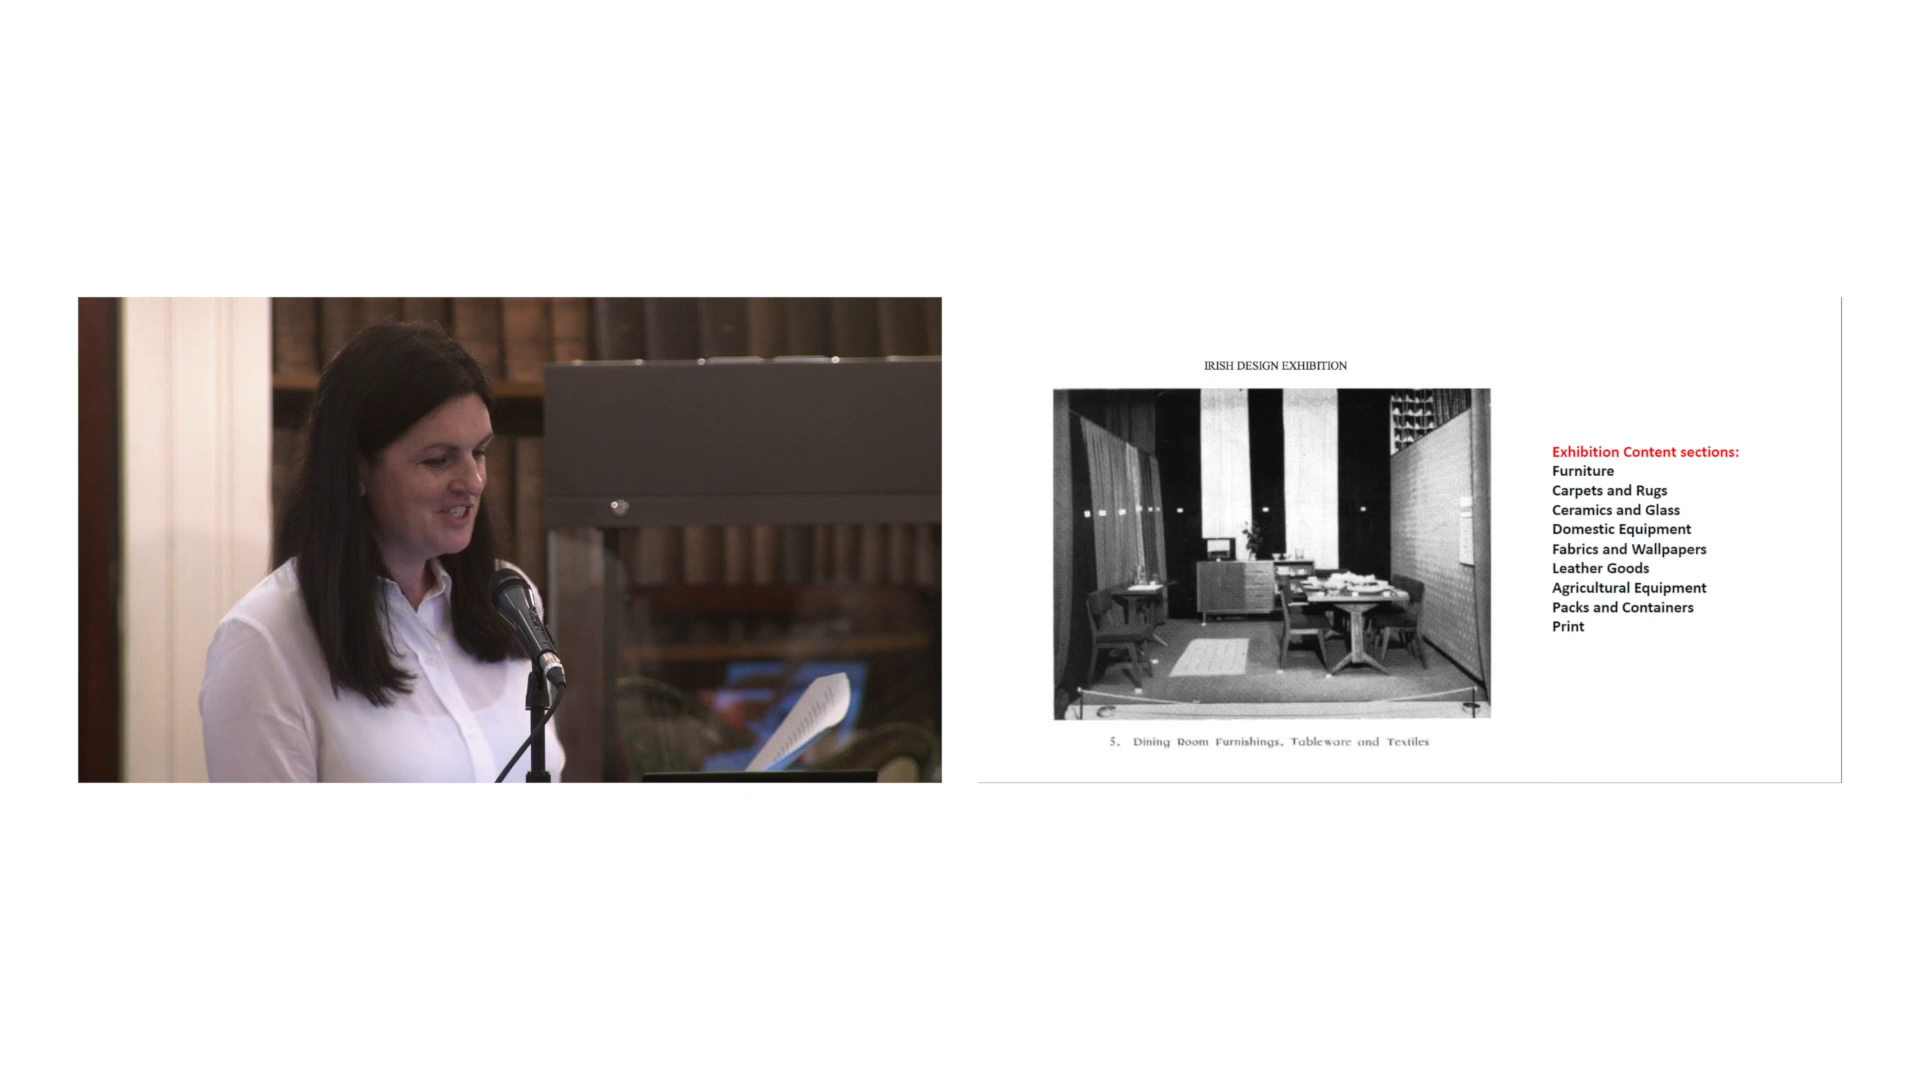 IRISH DESIGN EXHIBITION
5. Dining Room Furnishings, Tableware and Textiles
Exhibition Content sections:
Furniture
Carpets and Rugs
Ceramics and Glass
Domestic Equipment
Fabrics and Wallpapers
Leather Goods
Agricultural Equipment
Packs and Containers
Print